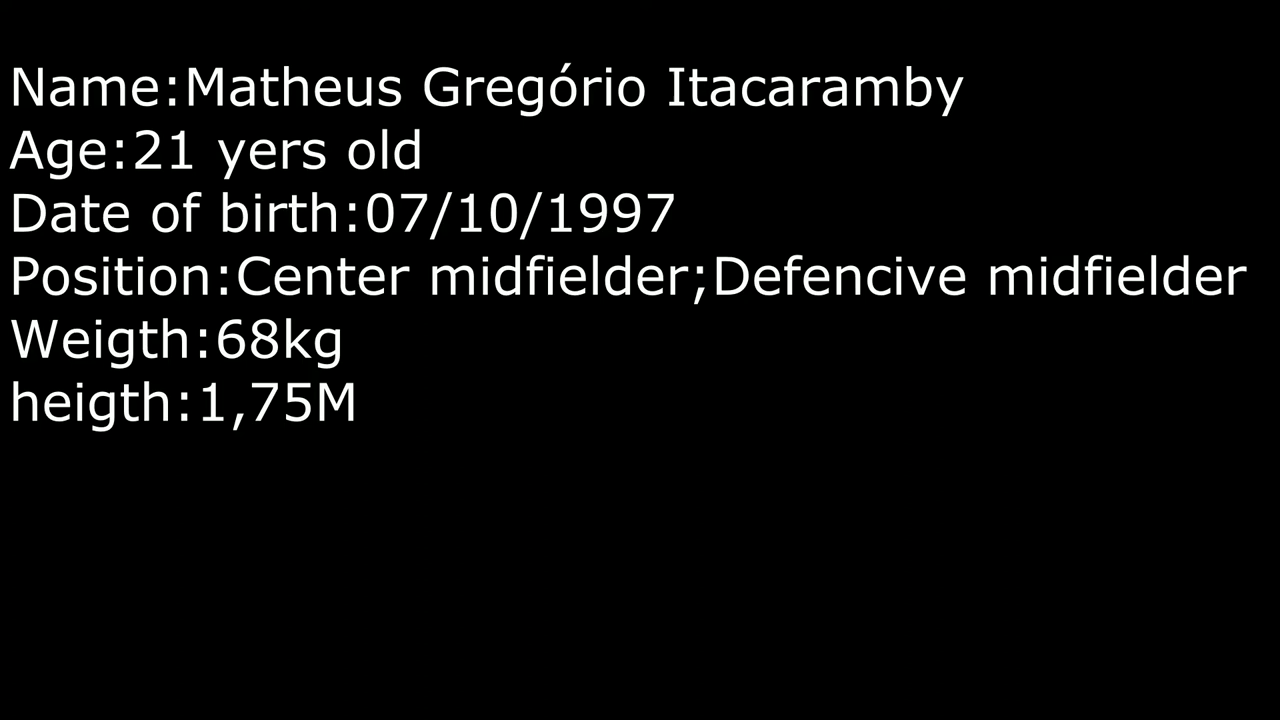 Name:Matheus Gregório Itacaramby
Age:21 yers old
Date of birth:07/10/1997
Position:Center midfielder;Defencive midfielder
Weigth:68kg
heigth:1,75M